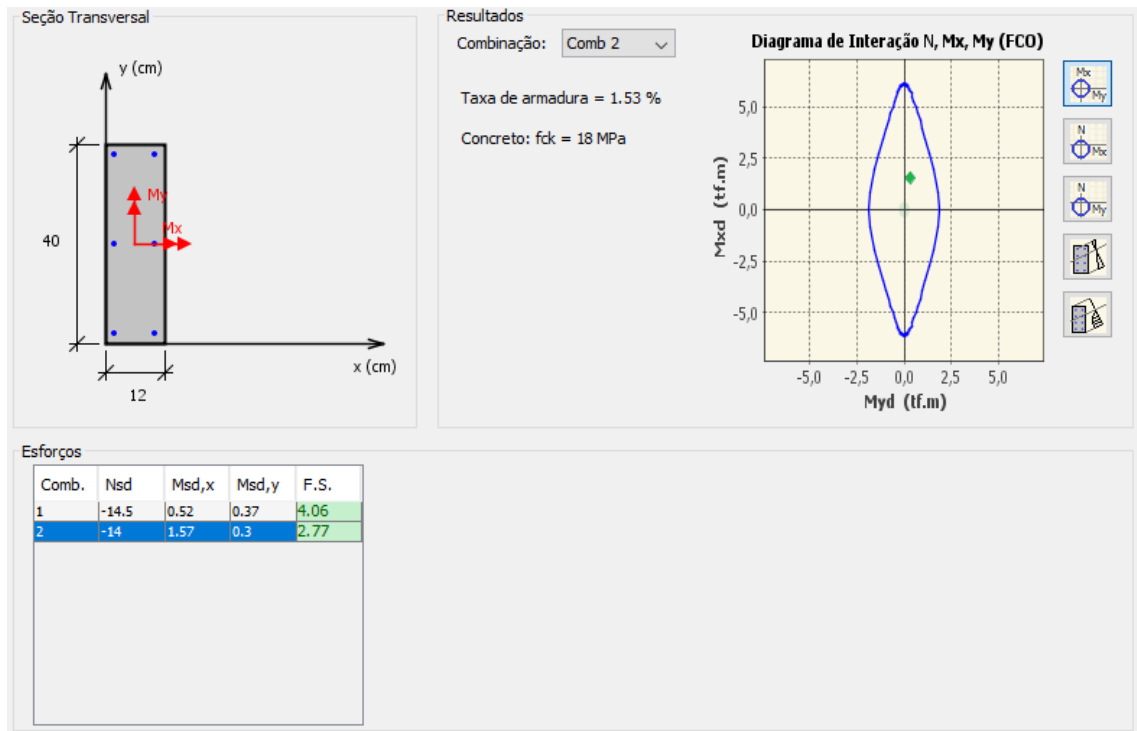 Seção Transversal
y (cm)
My
Mx
40
x (cm)
12
Resultados
Combinação: Comb 2
Taxa de armadura = 1.53 %
Concreto: fck = 18 MPa
Diagrama de Interação N, Mx, My (FCO)
Mxd (tf.m)
5,0
2,5
0,0
-2,5
-5,0
-5,0 -2,5 0,0 2,5 5,0
Myd (tf.m)
Mx
My
N
Mx
N
My
Esforços
Comb. Nsd Msd,x Msd,y F.S.
1 -14.5 0.52 0.37 4.06
2 -14 1.57 0.3 2.77